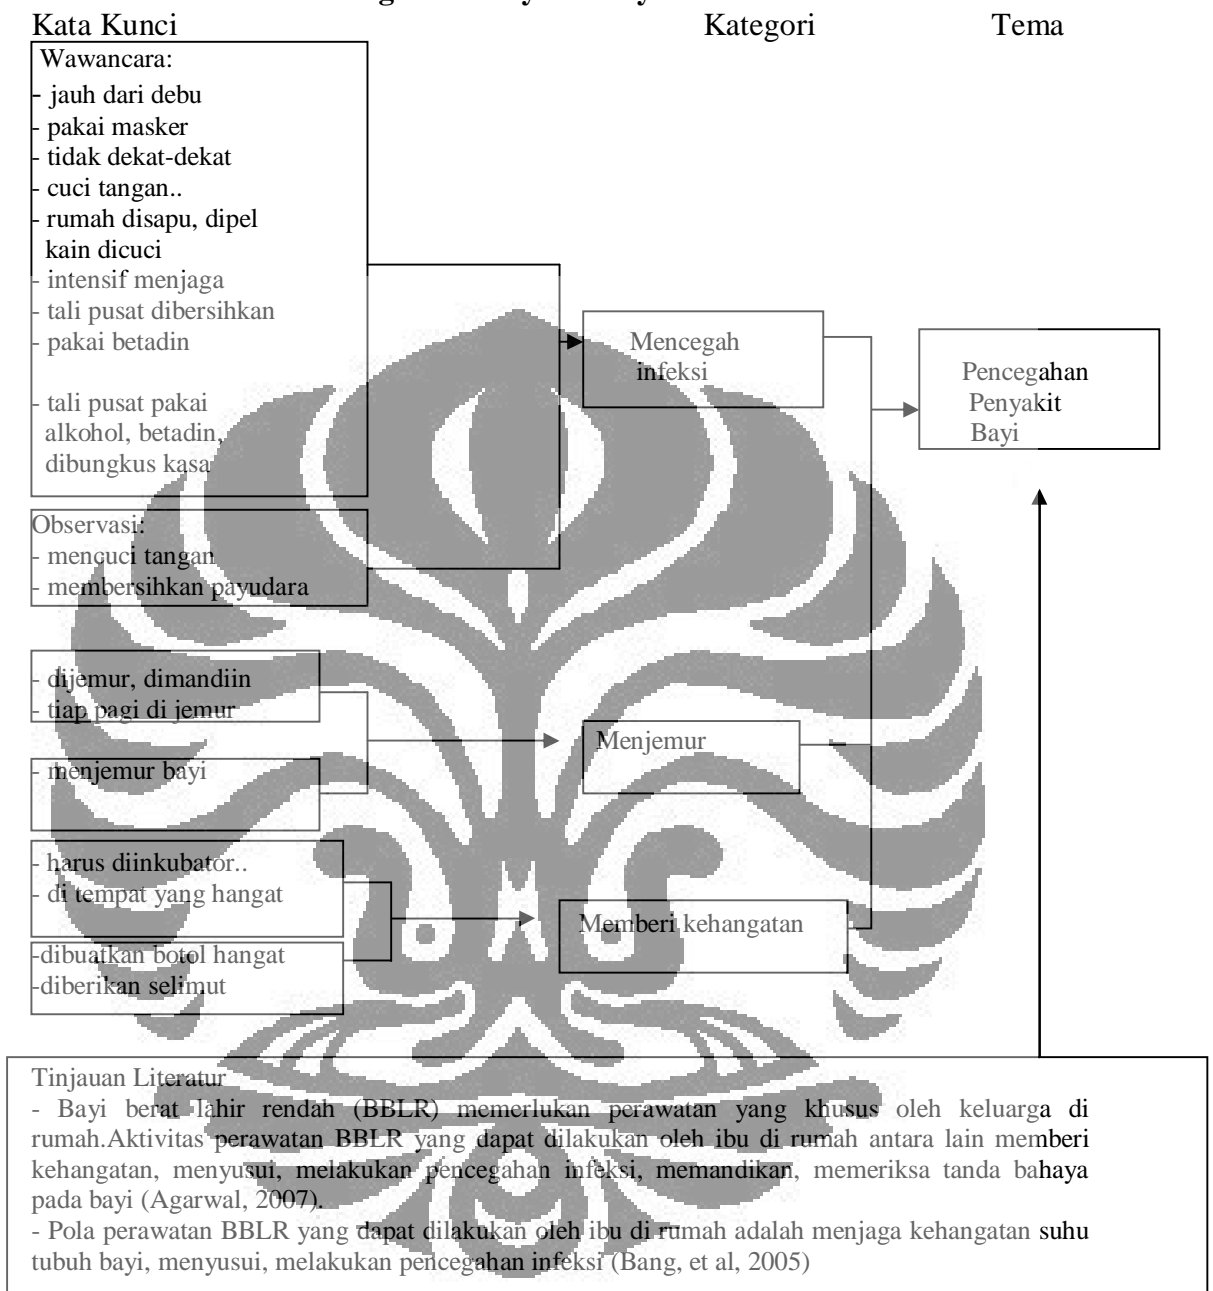 Kata Kunci Kategori Tema
Wawancara:
- jauh dari debu
- pakai masker
- tidak dekat-dekat
- cuci tangan..
- rumah disapu, dipel
kain dicuci
- intensif menjaga
- tali pusat dibersihkan
- pakai betadin
- tali pusat pakai
alkohol, betadin,
dibungkus kasa
Mencegah
infeksi
Pencegahan
Penyakit
Bayi
Observasi:
- mencuci tangan
- membersihkan payudara
- dijemur, dimandiin
- tiap pagi di jemur
- menjemur bayi
Menjemur
- harus diinkubator..
- di tempat yang hangat
-dibuatkan botol hangat
-diberikan selimut
Memberi kehangatan
Tinjauan Literatur
- Bayi berat lahir rendah (BBLR) memerlukan perawatan yang khusus oleh keluarga di
rumah.Aktivitas perawatan BBLR yang dapat dilakukan oleh ibu di rumah antara lain memberi
kehangatan, menyusui, melakukan pencegahan infeksi, memandikan, memeriksa tanda bahaya
pada bayi (Agarwal, 2007).
- Pola perawatan BBLR yang dapat dilakukan oleh ibu di rumah adalah menjaga kehangatan suhu
tubuh bayi, menyusui, melakukan pencegahan infeksi (Bang, et al, 2005)